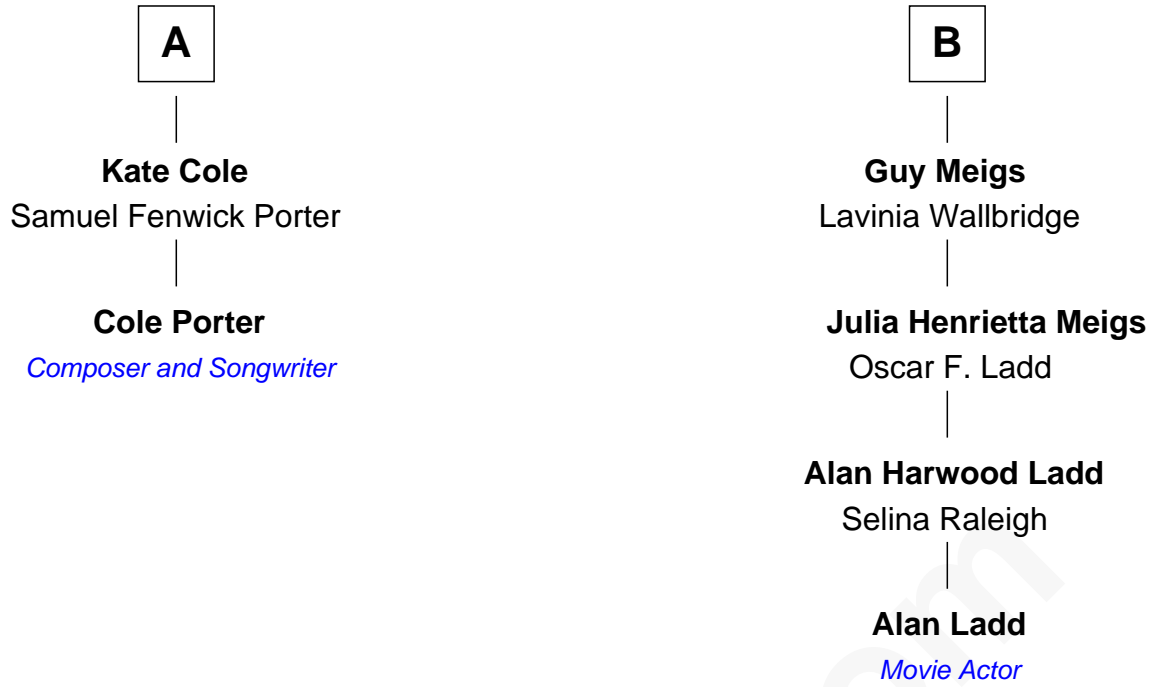 A
Kate Cole
Samuel Fenwick Porter
Cole Porter
Composer and Songwriter
B
Guy Meigs
Lavinia Wallbridge
Julia Henrietta Meigs
Oscar F. Ladd
Alan Harwood Ladd
Selina Raleigh
Alan Ladd
Movie Actor